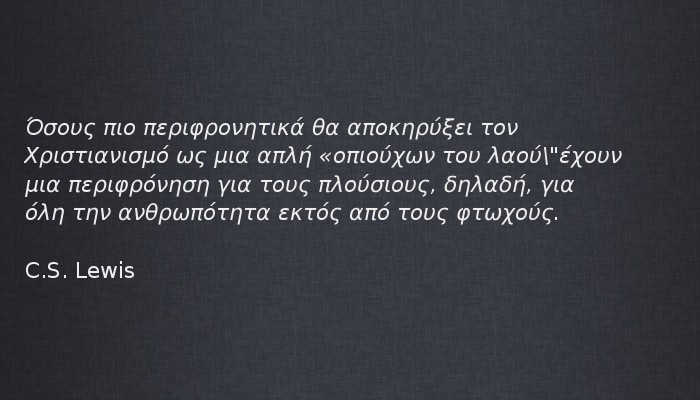 Όσους πιο περιφρονητικά θα αποκηρύξει τον
Χριστιανισμό ως μια απλή «οπιούχων του λαού\"έχουν
μια περιφρόνηση για τους πλούσιους, δηλαδή, για
όλη την ανθρωπότητα εκτός από τους φτωχούς.
C.S. Lewis